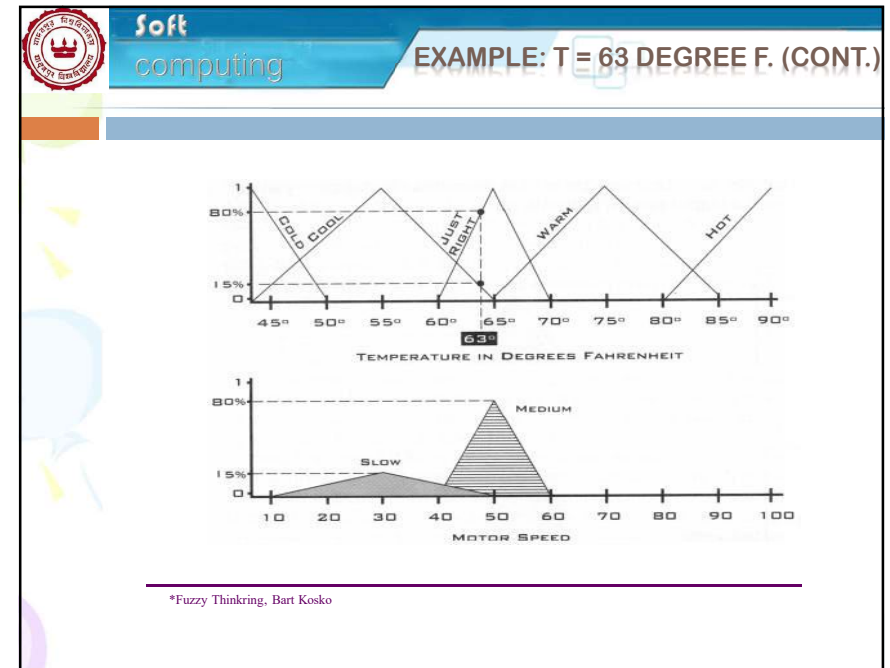 Soft
computing
EXAMPLE: T = 63 DEGREE F. (CONT.)
1
80%
15%
0
COLD
COOL
JUST
RIGHT
WARM
HOT
45° 50° 55° 60° 65° 70° 75° 80° 85° 90°
63°
TEMPERATURE IN DEGREES FAHRENHEIT
1
80%
15%
0
SLOW
MEDIUM
10 20 30 40 50 60 70 80 90 100
MOTOR SPEED
*Fuzzy Thinkring, Bart Kosko